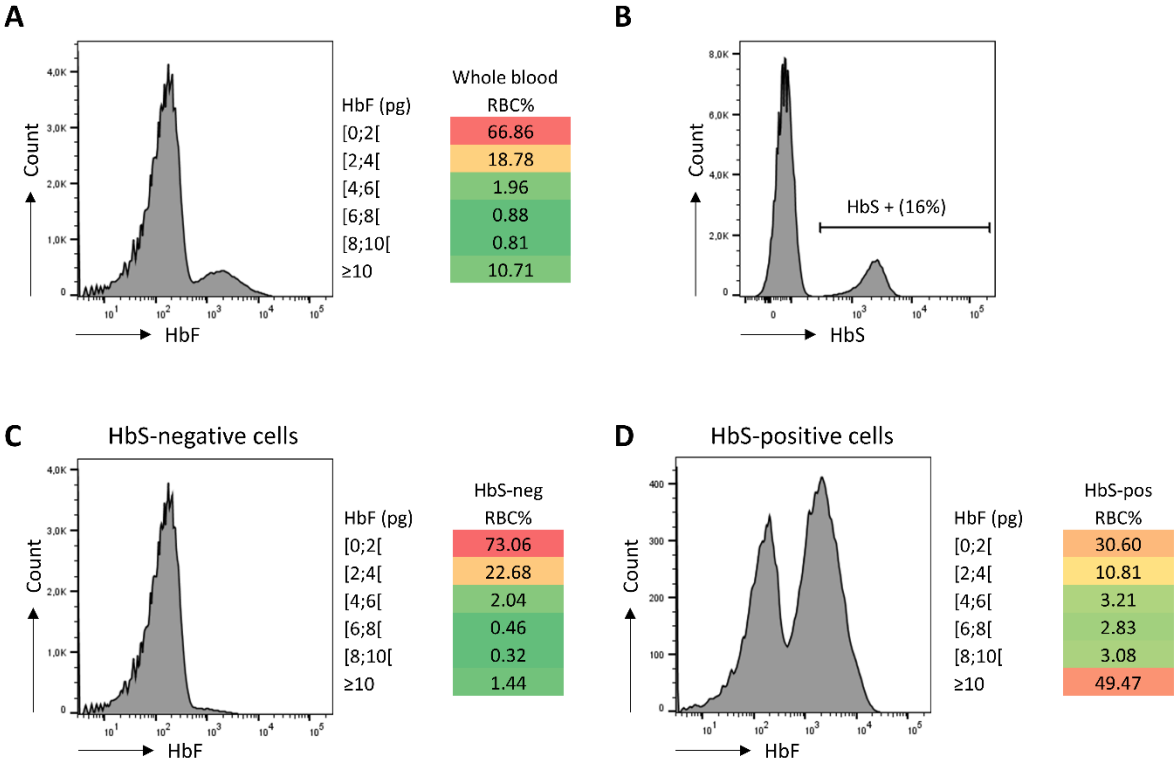 A
4,0K
3,0K
2,0K
1,0K
0
Count
10¹ 10² 10³ 10⁴ 10⁵
HbF
Whole blood
HbF (pg) RBC%
[0;2[ 66.86
[2;4[ 18.78
[4;6[ 1.96
[6;8[ 0.88
[8;10[ 0.81
≥10 10.71
B
8,0K
6,0K
4,0K
2,0K
0
Count
HbS + (16%)
0 10³ 10⁴ 10⁵
HbS
C
HbS-negative cells
4,0K
3,0K
2,0K
1,0K
0
Count
10¹ 10² 10³ 10⁴ 10⁵
HbF
HbS-neg
HbF (pg) RBC%
[0;2[ 73.06
[2;4[ 22.68
[4;6[ 2.04
[6;8[ 0.46
[8;10[ 0.32
≥10 1.44
D
HbS-positive cells
400
300
200
100
0
Count
10¹ 10² 10³ 10⁴ 10⁵
HbF
HbS-pos
HbF (pg) RBC%
[0;2[ 30.60
[2;4[ 10.81
[4;6[ 3.21
[6;8[ 2.83
[8;10[ 3.08
≥10 49.47